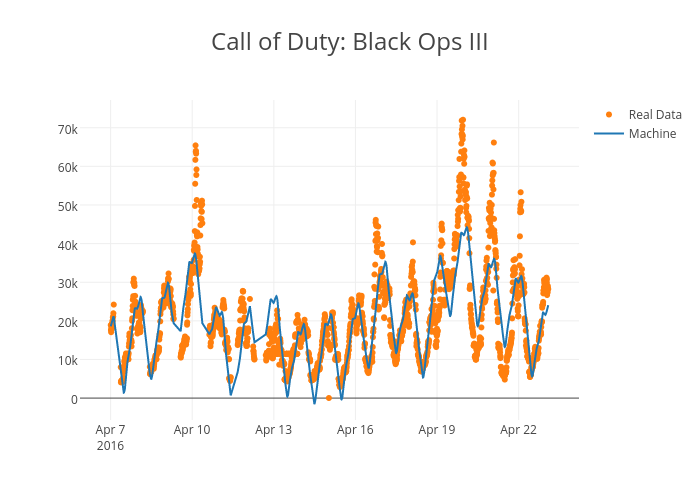 Call of Duty: Black Ops III
Real Data
Machine
70k
60k
50k
40k
30k
20k
10k
0
Apr 7
2016
Apr 10
Apr 13
Apr 16
Apr 19
Apr 22